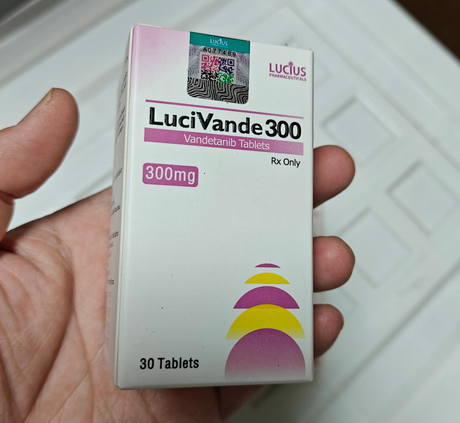 LUCIUS
LUCIUS
PHARMACEUTICALS
LuciVande 300
Vandetanib Tablets
Rx Only
300mg
30 Tablets